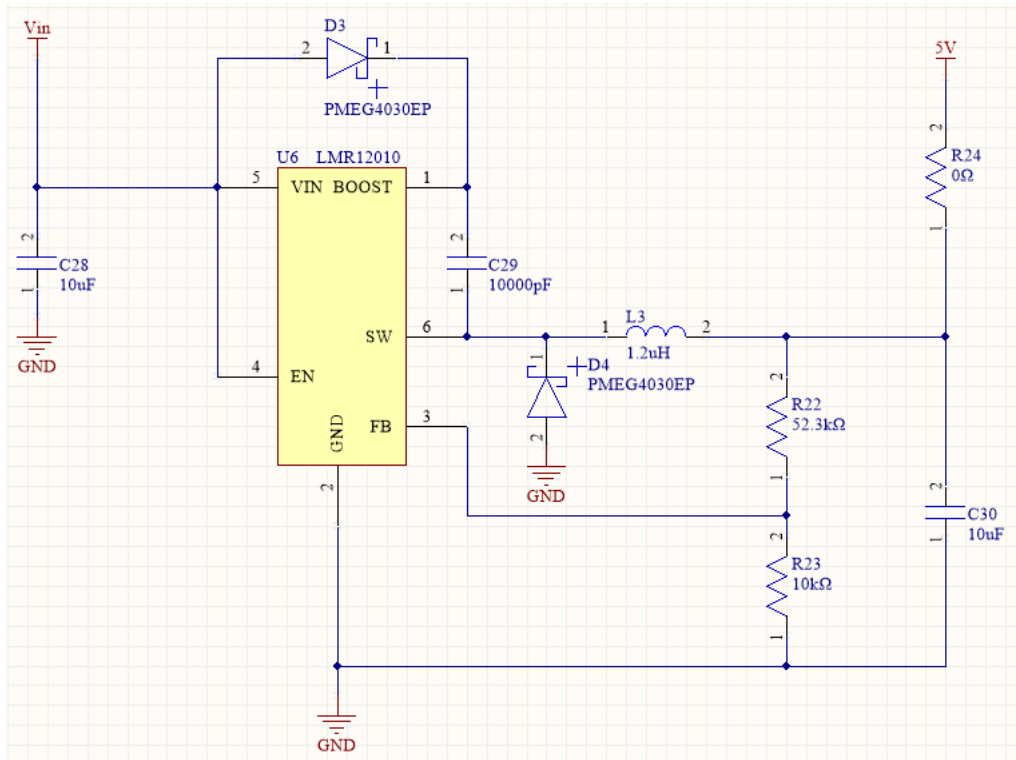 Vin
D3
2
1
PMEG4030EP
5V
U6 LMR12010
5
VIN BOOST
1
2
R24
0Ω
1
2
C28
10uF
1
GND
2
C29
10000pF
1
SW
6
L3
1
2
1.2uH
4
EN
1
D4
PMEG4030EP
2
GND
2
R22
52.3kΩ
1
GND
FB
3
2
2
C30
10uF
1
2
R23
10kΩ
1
GND